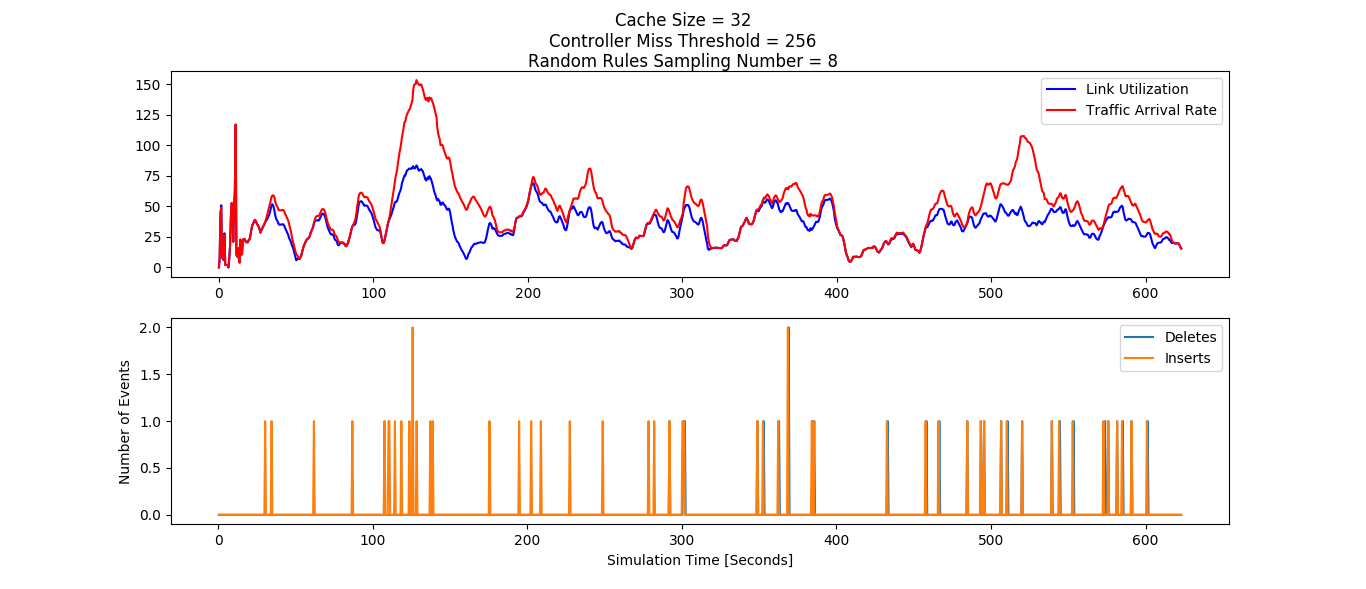 Cache Size = 32
Controller Miss Threshold = 256
Random Rules Sampling Number = 8
150
125
100
75
50
25
0
Link Utilization
Traffic Arrival Rate
0 100 200 300 400 500 600
Number of Events
2.0
1.5
1.0
0.5
0.0
Deletes
Inserts
0 100 200 300 400 500 600
Simulation Time [Seconds]